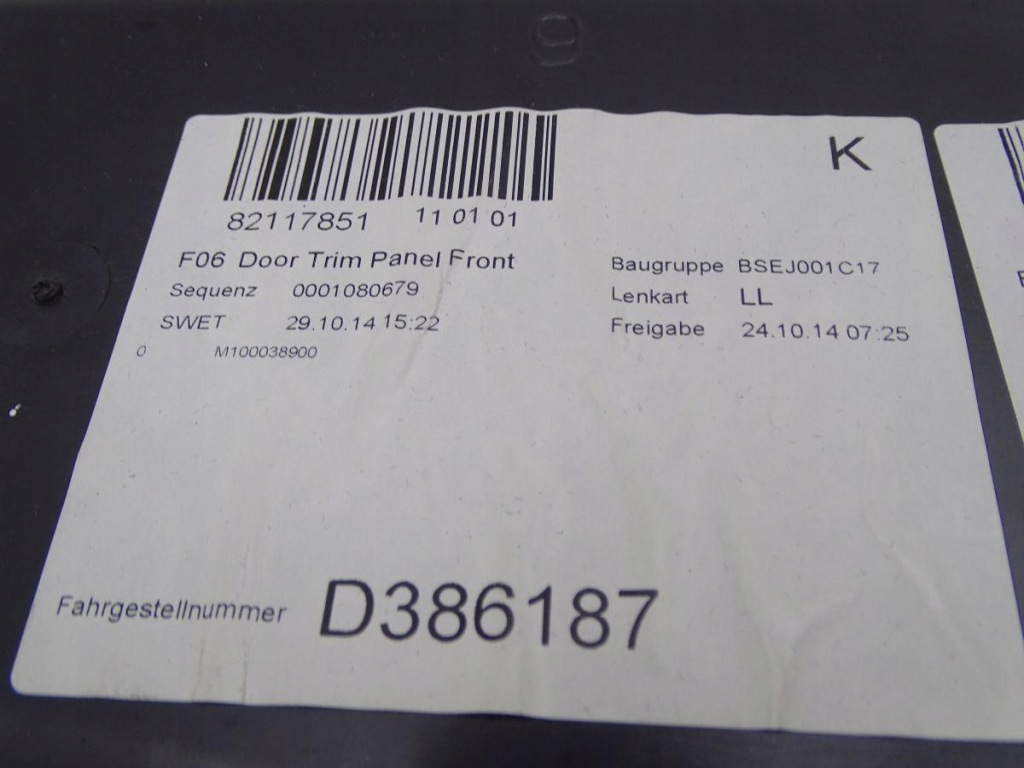 9
K
82117851 11 01 01
F06 Door Trim Panel Front
Baugruppe BSEJ001C17
Sequenz 0001080679
Lenkart LL
SWET 29.10.14 15:22
Freigabe 24.10.14 07:25
0 M100038900
Fahrgestellnummer D386187